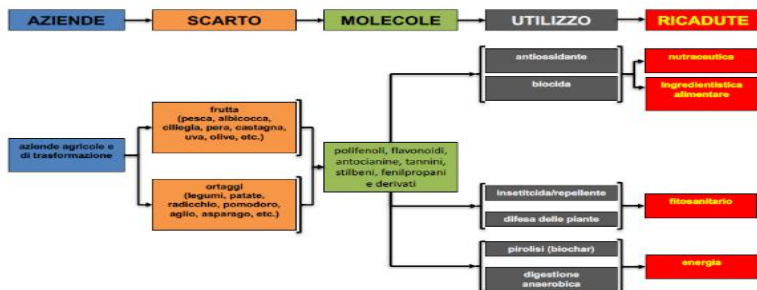 AZIENDE
SCARTO
MOLECOLE
UTILIZZO
RICADUTE
aziende agricole e
di trasformazione
frutta
(pesca, albicocca,
ciliegia, pera, castagna,
uva, olive, etc.)
ortaggi
(legumi, patate,
radicchio, pomodoro,
aglio, asparago, etc.)
polifenoli, flavonoidi,
antocianine, tannini,
stilbeni, fenilpropani
e derivati
antiossidante
biocida
insetitcida/repellente
difesa delle piante
pirolisi (biochar)
digestione
anaerobica
nutraceutica
ingredientistica
alimentare
fitosanitario
energia